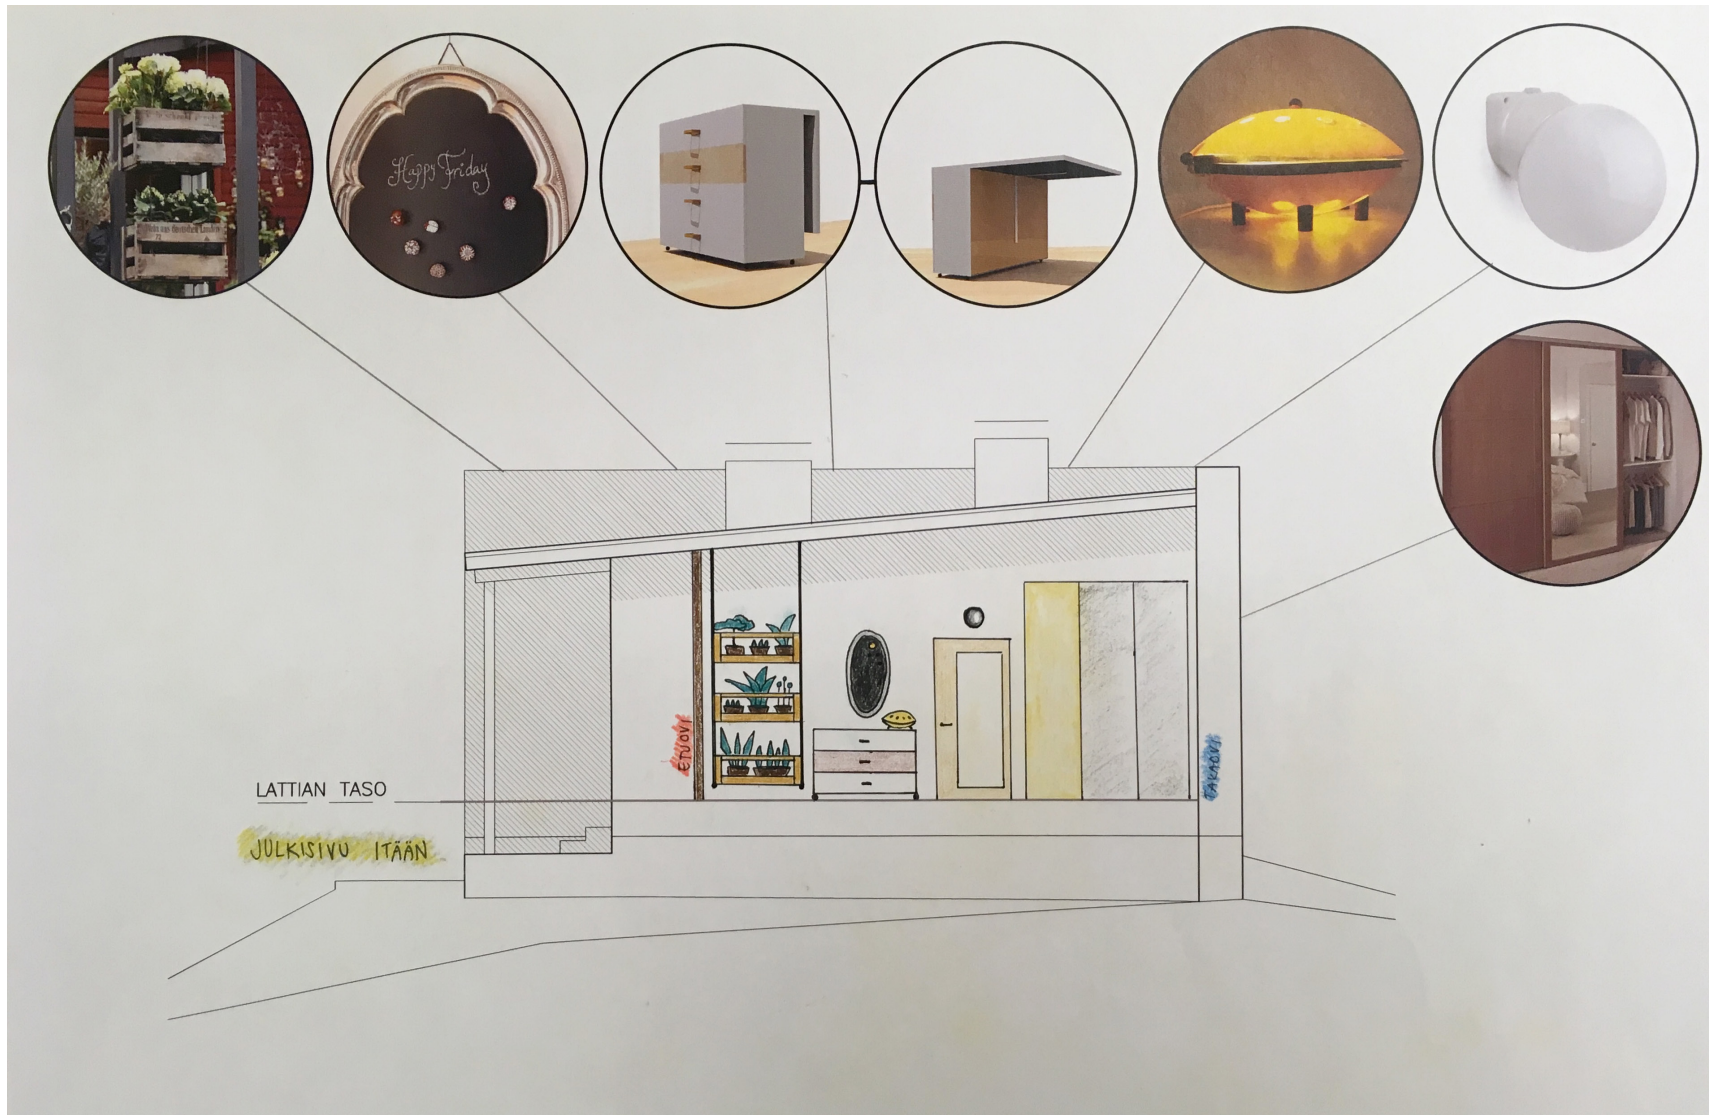 Happy Friday
ETUOVI
TAKAOVI
LATTIAN TASO
JULKISIVU ITÄÄN